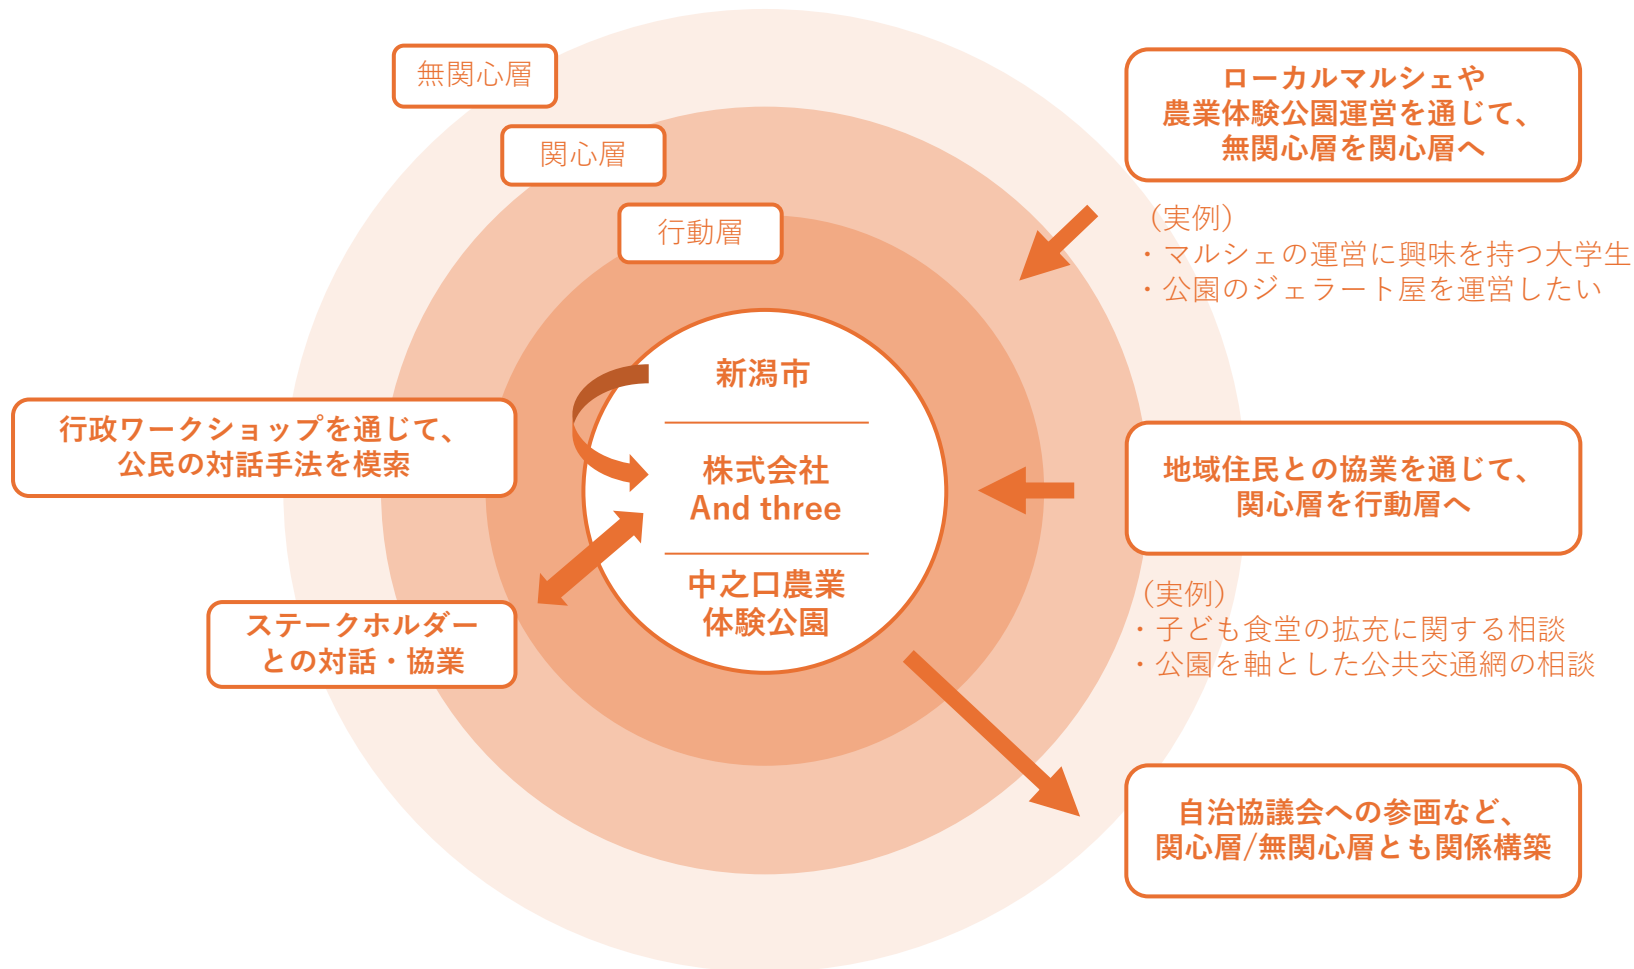 無関心層
関心層
行動層
新潟市
株式会社
And three
中之口農業
体験公園
行政ワークショップを通じて、
公民の対話手法を模索
ステークホルダー
との対話・協業
ローカルマルシェや
農業体験公園運営を通じて、
無関心層を関心層へ
（実例）
・マルシェの運営に興味を持つ大学生
・公園のジェラート屋を運営したい
地域住民との協業を通じて、
関心層を行動層へ
（実例）
・子ども食堂の拡充に関する相談
・公園を軸とした公共交通網の相談
自治協議会への参画など、
関心層/無関心層とも関係構築